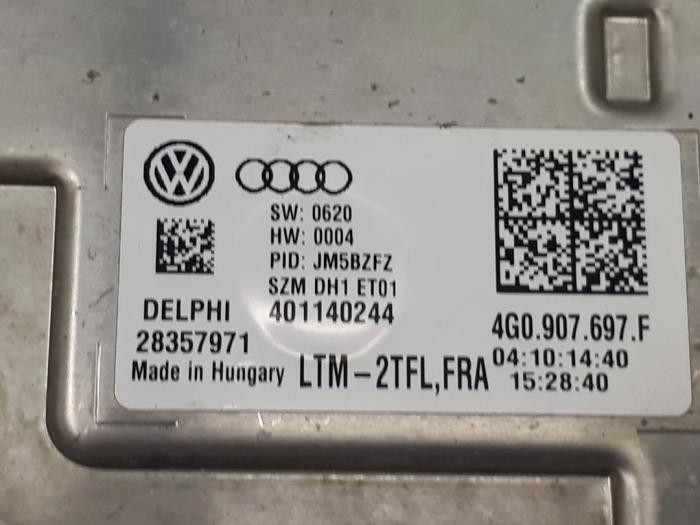 SW: 0620
HW: 0004
PID: JM5BZFZ
SZM DH1 ET01
401140244
DELPHI
28357971
Made in Hungary
LTM-2TFL,FRA
4G0.907.697.F
04:10:14:40
15:28:40